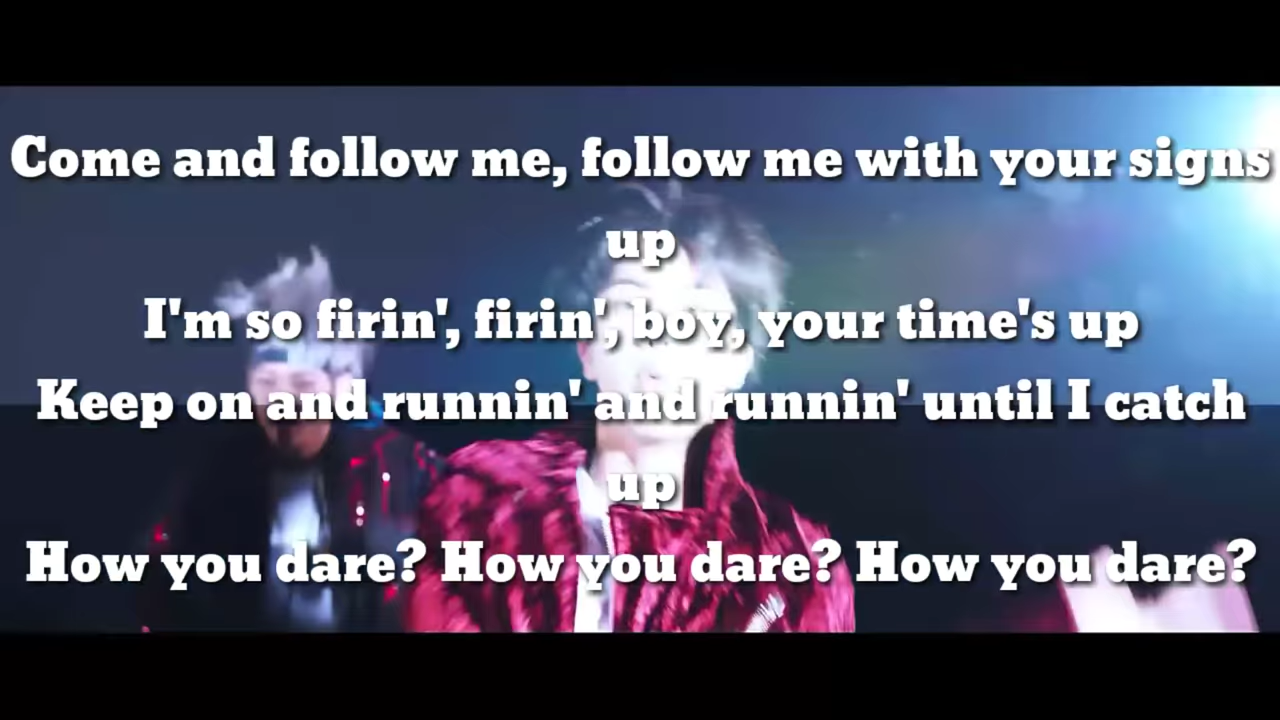 Come and follow me, follow me with your signs
up
I'm so firin', firin', boy, your time's up
Keep on and runnin' and runnin' until I catch
up
How you dare? How you dare? How you dare?